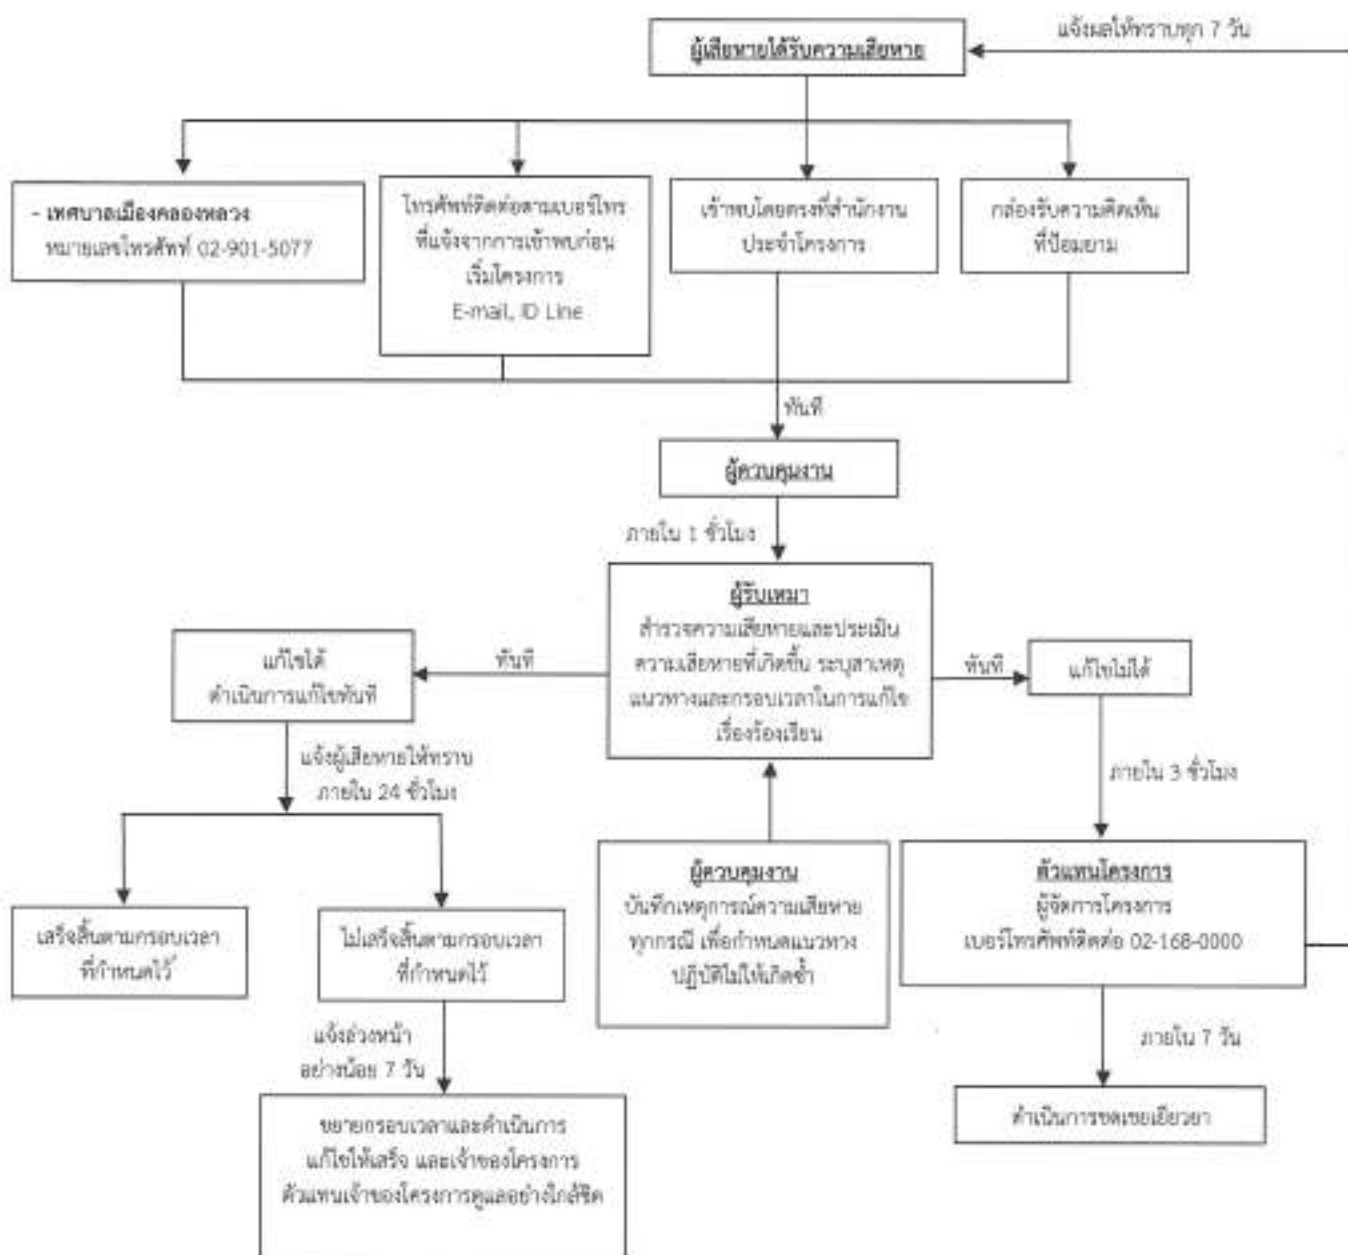 แจ้งผลให้ทราบทุก 7 วัน
ผู้เสียหายได้รับความเสียหาย
- เทศบาลเมืองคลองหลวง
หมายเลขโทรศัพท์ 02-901-5077
โทรศัพท์ติดต่อตามเบอร์โทร
ที่แจ้งจากการเข้าพบก่อน
เริ่มโครงการ
E-mail, ID Line
เข้าพบโดยตรงที่สำนักงาน
ประจำโครงการ
กล่องรับความคิดเห็น
ที่ป้อมยาม
ทันที
ผู้ควบคุมงาน
ภายใน 1 ชั่วโมง
ผู้รับเหมา
สำรวจความเสียหายและประเมิน
ความเสียหายที่เกิดขึ้น ระบุสาเหตุ
แนวทางและกรอบเวลาในการแก้ไข
เรื่องร้องเรียน
ทันที
แก้ไขได้
ดำเนินการแก้ไขทันที
ทันที
แก้ไขไม่ได้
แจ้งผู้เสียหายให้ทราบ
ภายใน 24 ชั่วโมง
ภายใน 3 ชั่วโมง
เสร็จสิ้นตามกรอบเวลา
ที่กำหนดไว้
ไม่เสร็จสิ้นตามกรอบเวลา
ที่กำหนดไว้
ผู้ควบคุมงาน
บันทึกเหตุการณ์ความเสียหาย
ทุกกรณี เพื่อกำหนดแนวทาง
ปฏิบัติไม่ให้เกิดซ้ำ
ตัวแทนโครงการ
ผู้จัดการโครงการ
เบอร์โทรศัพท์ติดต่อ 02-168-0000
แจ้งล่วงหน้า
อย่างน้อย 7 วัน
ภายใน 7 วัน
ขยายกรอบเวลาและดำเนินการ
แก้ไขให้เสร็จ และเจ้าของโครงการ
ตัวแทนเจ้าของโครงการดูแลอย่างใกล้ชิด
ดำเนินการชดเชยเยียวยา